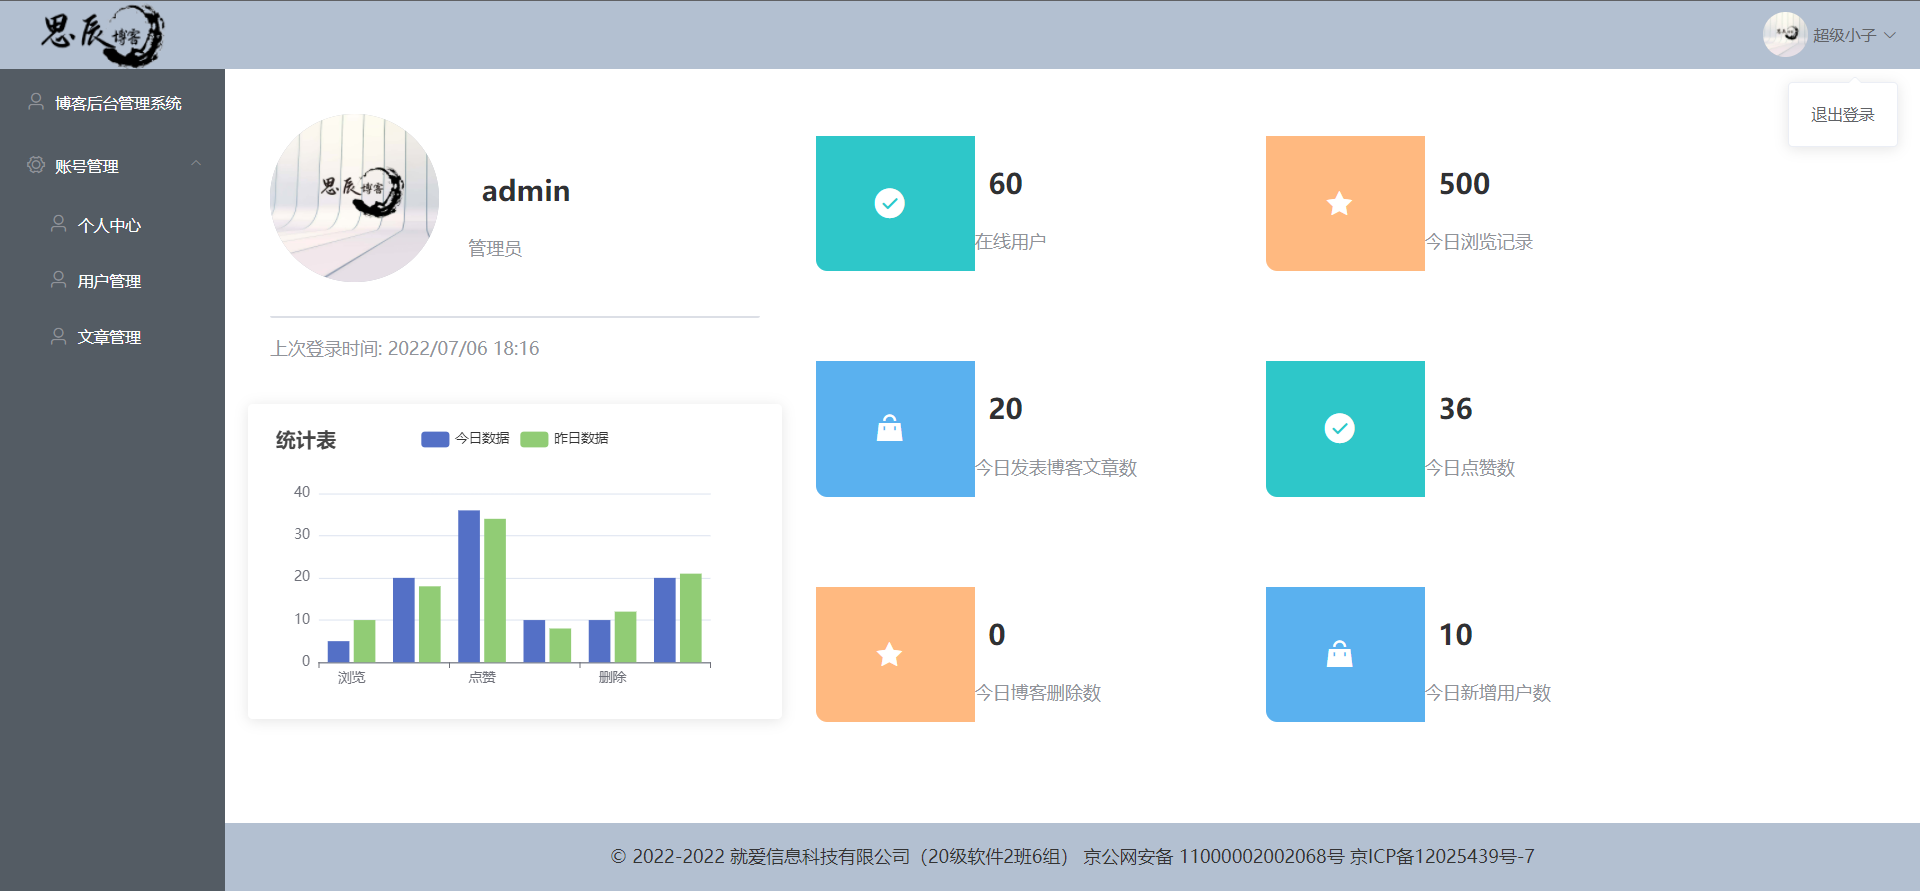 思辰博客
超级小子
退出登录
博客后台管理系统
账号管理
个人中心
用户管理
文章管理
思辰博客
admin
管理员
上次登录时间: 2022/07/06 18:16
统计表
今日数据 昨日数据
40
30
20
10
0
浏览 点赞 删除
60
在线用户
500
今日浏览记录
20
今日发表博客文章数
36
今日点赞数
0
今日博客删除数
10
今日新增用户数
© 2022-2022 就爱信息科技有限公司（20级软件2班6组） 京公网安备 11000002002068号 京ICP备12025439号-7